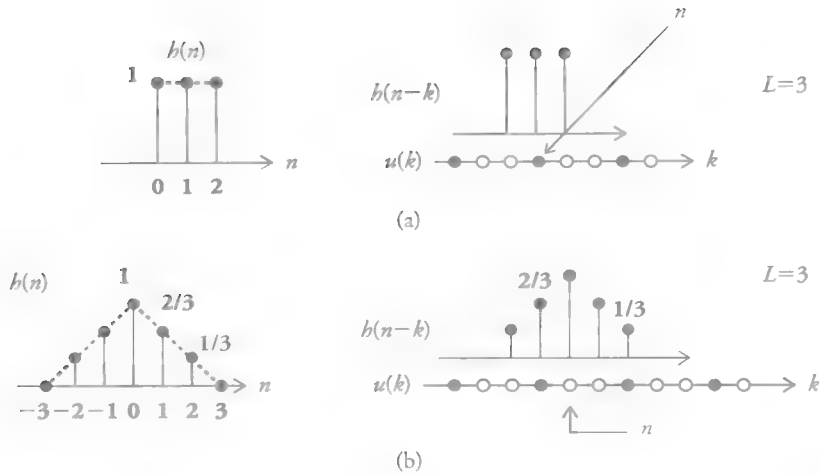 h(n)
1
n
0 1 2
n
h(n−k)
L=3
u(k)
k
(a)
h(n)
1
2/3
1/3
n
−3 −2 −1 0 1 2 3
2/3
1/3
h(n−k)
L=3
u(k)
k
n
(b)